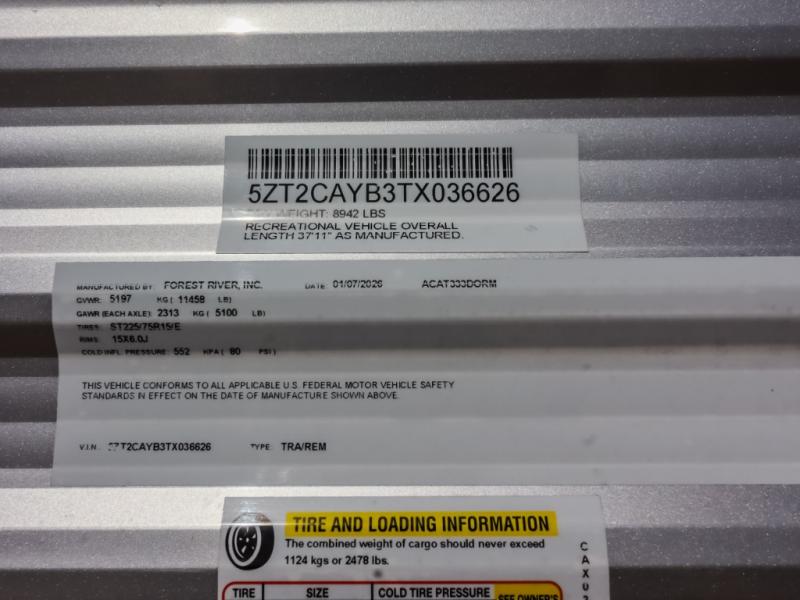 5ZT2CAYB3TX036626
WEIGHT: 8942 LBS
RECREATIONAL VEHICLE OVERALL
LENGTH 37'11" AS MANUFACTURED.
MANUFACTURED BY: FOREST RIVER, INC. DATE: 01/07/2026 ACAT333DORM
GVWR: 5197 KG ( 11458 LB)
GAWR (EACH AXLE): 2313 KG ( 5100 LB)
TIRES: ST225/75R15/E
RIMS: 15X6.0J
COLD INFL. PRESSURE: 552 KPA ( 80 PSI )
THIS VEHICLE CONFORMS TO ALL APPLICABLE U.S. FEDERAL MOTOR VEHICLE SAFETY
STANDARDS IN EFFECT ON THE DATE OF MANUFACTURE SHOWN ABOVE.
V.I.N.: 5ZT2CAYB3TX036626 TYPE: TRA/REM
TIRE AND LOADING INFORMATION
The combined weight of cargo should never exceed
1124 kgs or 2478 lbs.
TIRE SIZE COLD TIRE PRESSURE SEE OWNER'S